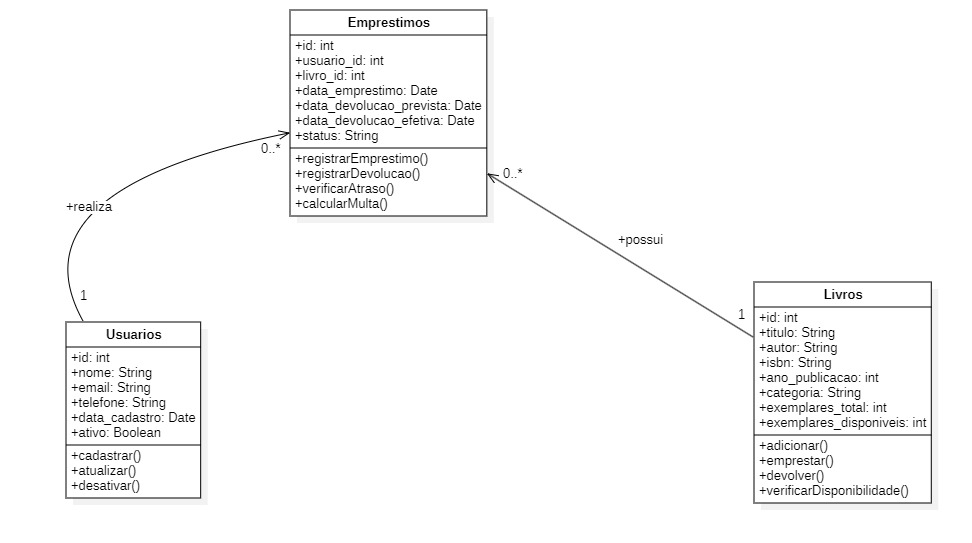 Emprestimos
+id: int
+usuario_id: int
+livro_id: int
+data_emprestimo: Date
+data_devolucao_prevista: Date
+data_devolucao_efetiva: Date
+status: String
+registrarEmprestimo()
+registrarDevolucao()
+verificarAtraso()
+calcularMulta()
0..*
+realiza
1
0..*
+possui
1
Usuarios
+id: int
+nome: String
+email: String
+telefone: String
+data_cadastro: Date
+ativo: Boolean
+cadastrar()
+atualizar()
+desativar()
Livros
+id: int
+titulo: String
+autor: String
+isbn: String
+ano_publicacao: int
+categoria: String
+exemplares_total: int
+exemplares_disponiveis: int
+adicionar()
+emprestar()
+devolver()
+verificarDisponibilidade()